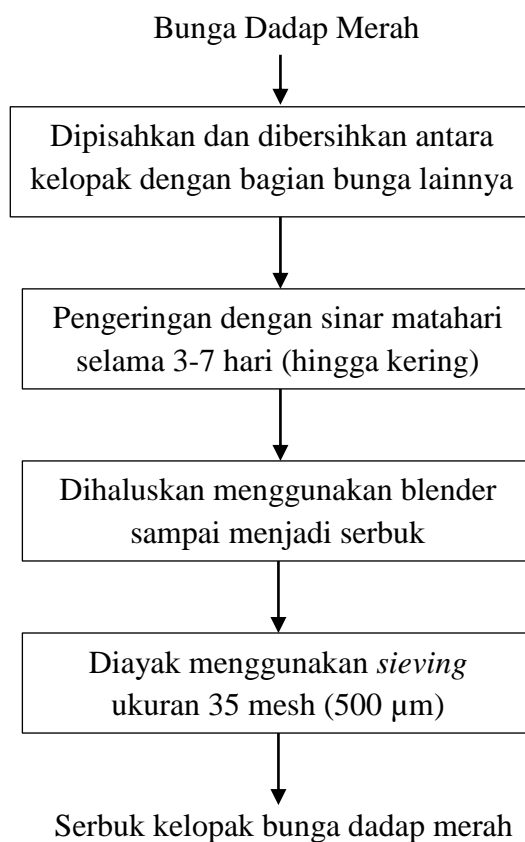 Bunga Dadap Merah
Dipisahkan dan dibersihkan antara
kelopak dengan bagian bunga lainnya
Pengeringan dengan sinar matahari
selama 3-7 hari (hingga kering)
Dihaluskan menggunakan blender
sampai menjadi serbuk
Diayak menggunakan sieving
ukuran 35 mesh (500 µm)
Serbuk kelopak bunga dadap merah